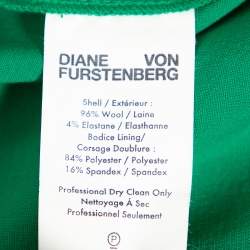 DIANE VON
FURSTENBERG
Shell / Extérieur :
96% Wool / Laine
4% Elastane / Elasthanne
Bodice Lining/
Corsage Doublure :
84% Polyester / Polyester
16% Spandex / Spandex
Professional Dry Clean Only
Nettoyage À Sec
Professionnel Seulement
P